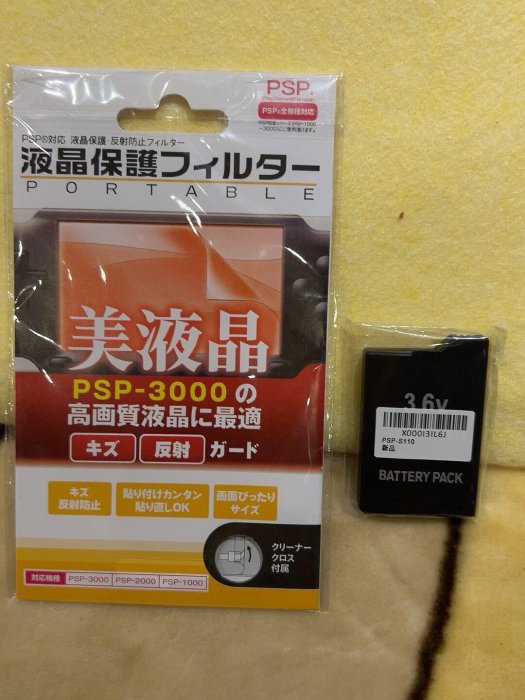 PSP®
PSP®全機種対応
PSP®対応 液晶保護 反射防止フィルター
液晶保護フィルター
PORTABLE
美液晶
PSP-3000の
高画質液晶に最適
キズ 反射 ガード
キズ
反射防止
貼り付けカンタン
貼り直しOK
画面ぴったり
サイズ
クリーナー
クロス
付属
対応機種 PSP-3000 PSP-2000 PSP-1000
3.6v
X000I31L6J
PSP-S110
新品
BATTERY PACK